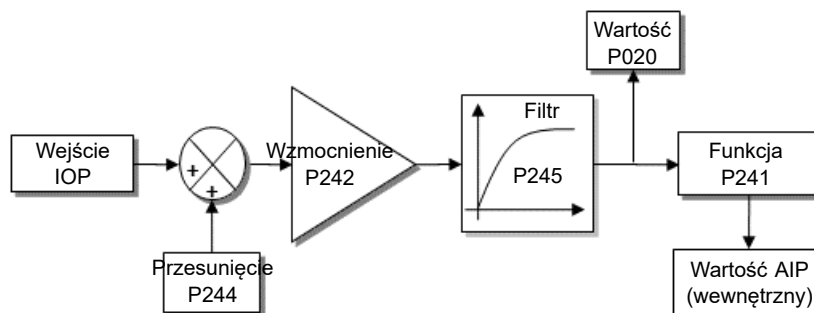 Wartość
P020
Filtr
Wejście
IOP
+
+
Wzmocnienie
P242
P245
Funkcja
P241
Przesunięcie
P244
Wartość AIP
(wewnętrzny)